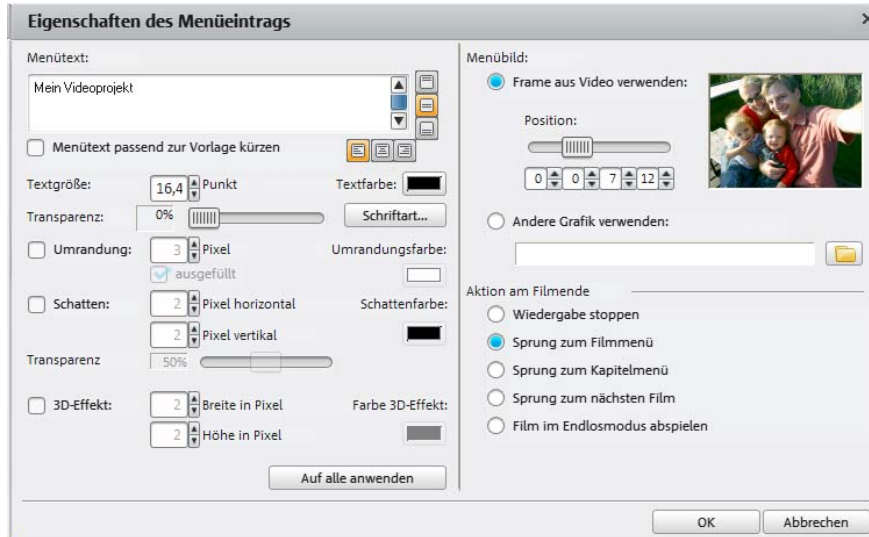 Eigenschaften des Menüeintrags
Menütext:
Mein Videoprojekt
Menütext passend zur Vorlage kürzen
Textgröße: 16,4 Punkt Textfarbe:
Transparenz: 0% Schriftart...
Umrandung: 3 Pixel Umrandungsfarbe:
ausgefüllt
Schatten: 2 Pixel horizontal Schattenfarbe:
2 Pixel vertikal
Transparenz 50%
3D-Effekt: 2 Breite in Pixel Farbe 3D-Effekt:
2 Höhe in Pixel
Auf alle anwenden
Menübild:
Frame aus Video verwenden:
Position:
0 0 7 12
Andere Grafik verwenden:
Aktion am Filmende
Wiedergabe stoppen
Sprung zum Filmmenü
Sprung zum Kapitelmenü
Sprung zum nächsten Film
Film im Endlosmodus abspielen
OK Abbrechen